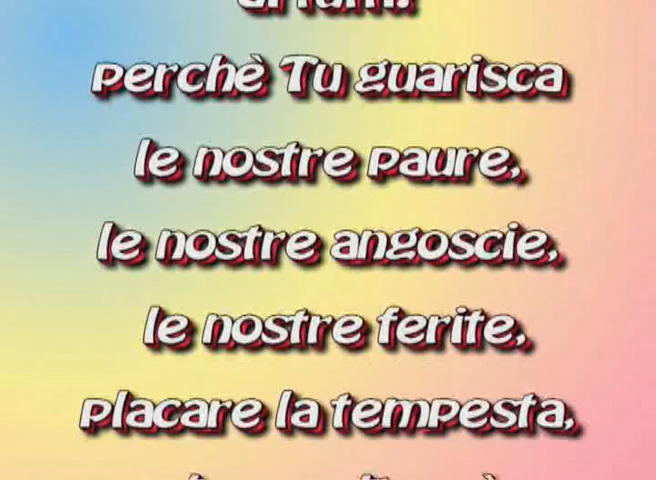 perchè Tu guarisca
le nostre paure,
le nostre angoscie,
le nostre ferite,
placare la tempesta,